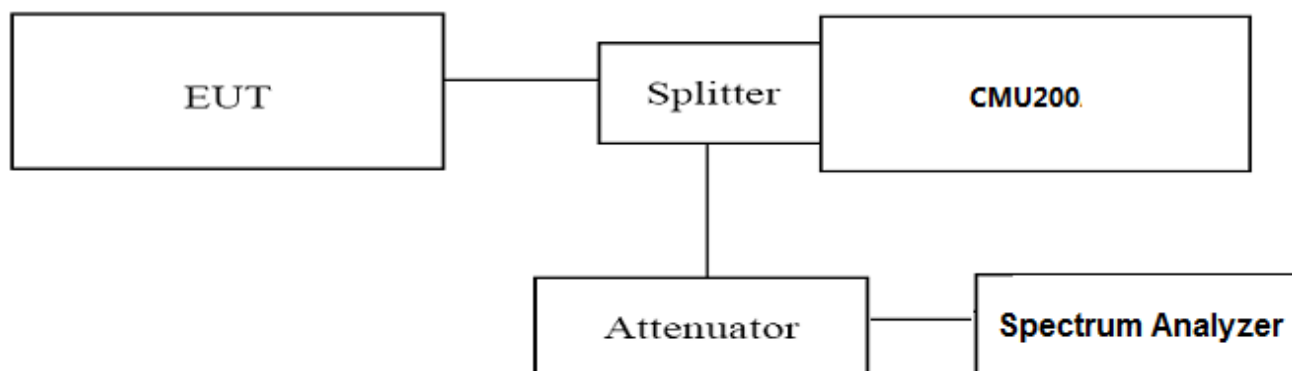 EUT
Splitter
CMU200.
Attenuator
Spectrum Analyzer